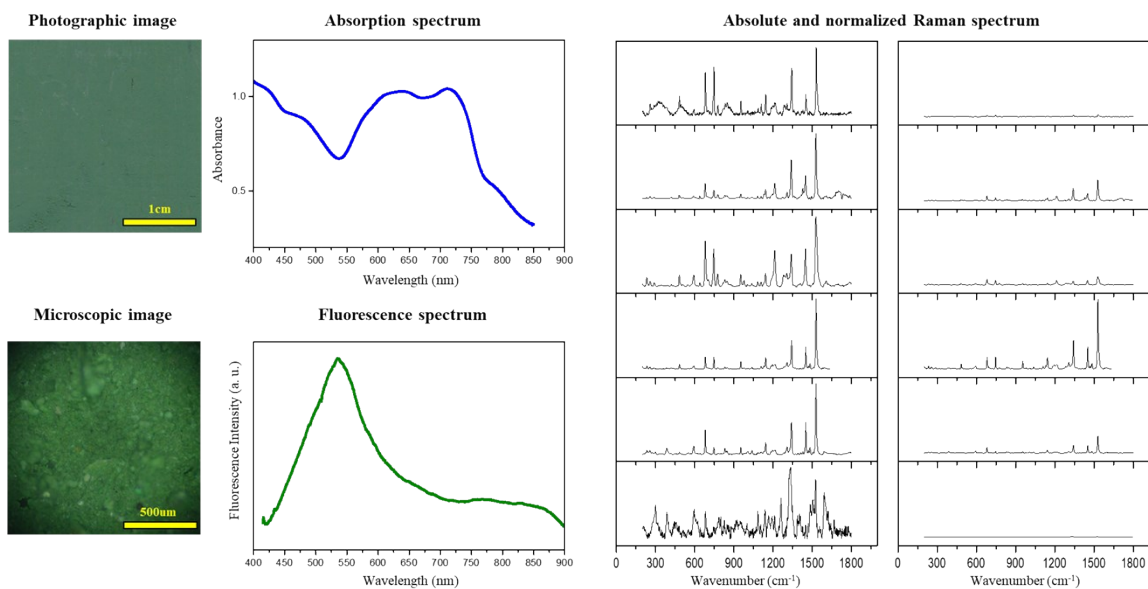 Photographic image
Absorption spectrum
Absolute and normalized Raman spectrum
1cm
Absorbance
1.0
0.5
400 450 500 550 600 650 700 750 800 850 900
Wavelength (nm)
Microscopic image
Fluorescence spectrum
500um
Fluorescence Intensity (a. u.)
400 450 500 550 600 650 700 750 800 850 900
Wavelength (nm)
300 600 900 1200 1500 1800
Wavenumber (cm-1)
300 600 900 1200 1500 1800
Wavenumber (cm-1)